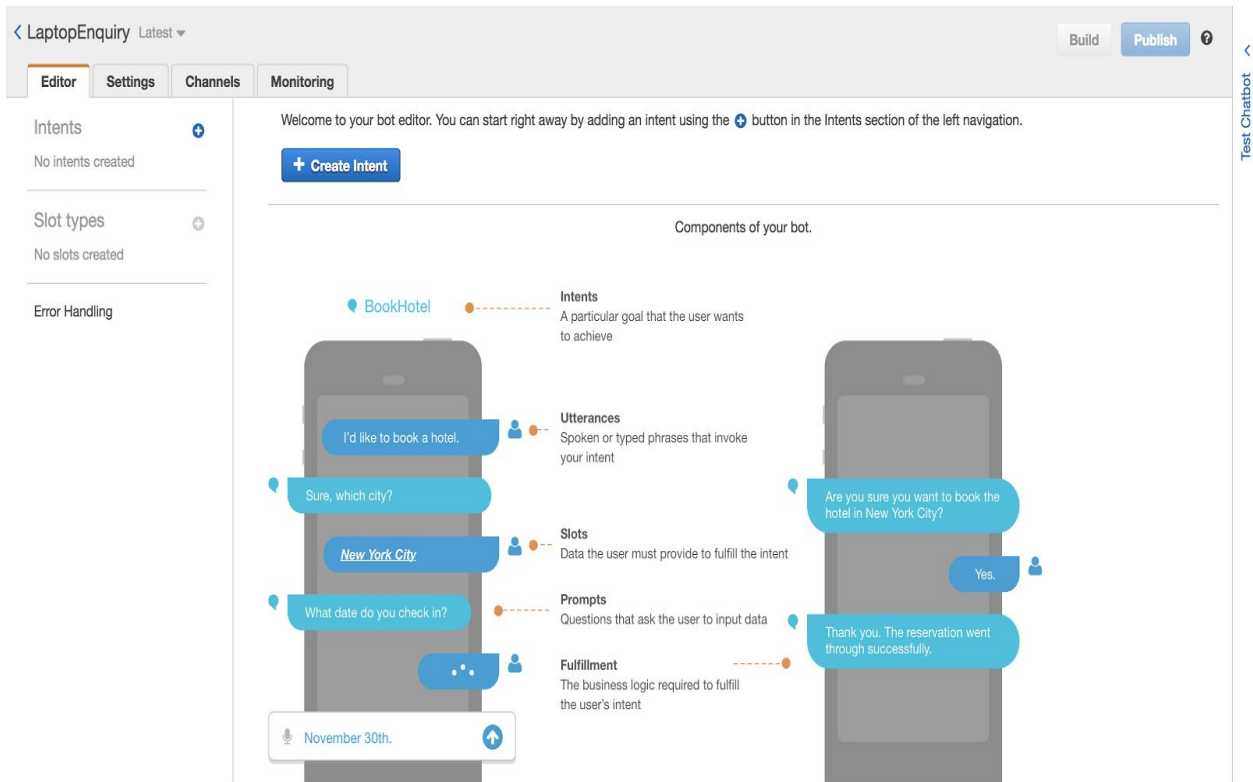 LaptopEnquiry Latest
Build
Publish
Editor
Settings
Channels
Monitoring
Test Chatbot
Intents
No intents created
Slot types
No slots created
Error Handling
Welcome to your bot editor. You can start right away by adding an intent using the button in the Intents section of the left navigation.
+ Create Intent
Components of your bot.
BookHotel
Intents
A particular goal that the user wants
to achieve
I'd like to book a hotel.
Utterances
Spoken or typed phrases that invoke
your intent
Sure, which city?
New York City
Slots
Data the user must provide to fulfill the intent
What date do you check in?
Prompts
Questions that ask the user to input data
Fulfillment
The business logic required to fulfill
the user's intent
November 30th.
Are you sure you want to book the
hotel in New York City?
Yes.
Thank you. The reservation went
through successfully.